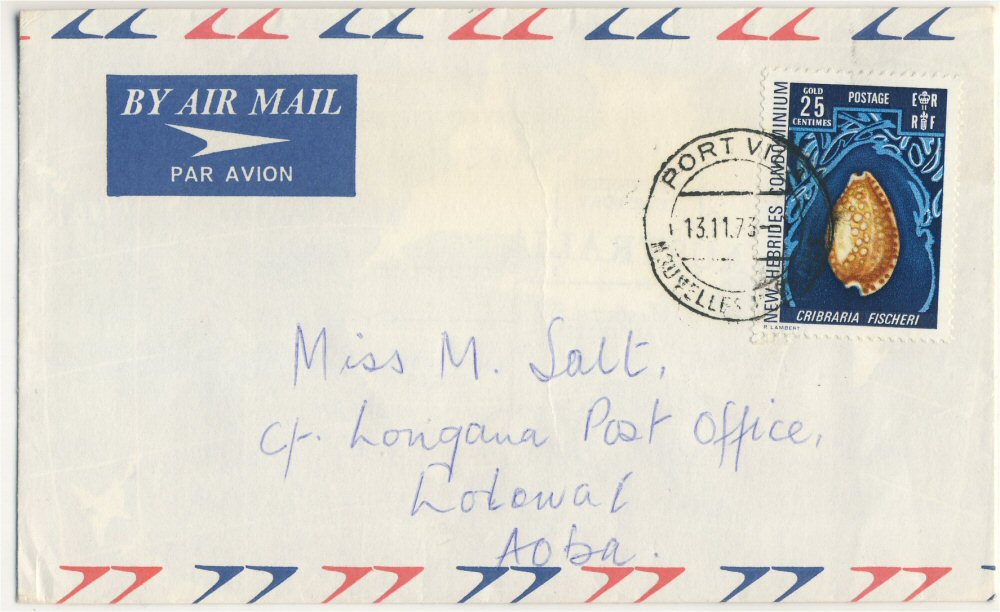 BY AIR MAIL
PAR AVION
GOLD
25
CENTIMES
POSTAGE
E R
R F
NEW HEBRIDES CONDOMINIUM
CRIBRARIA FISCHERI
R. LAMBERT
PORT VILA
13.11.73
NOUVELLES
Miss M. Salt,
c/. Longana Post Office,
Lolowai
Aoba.